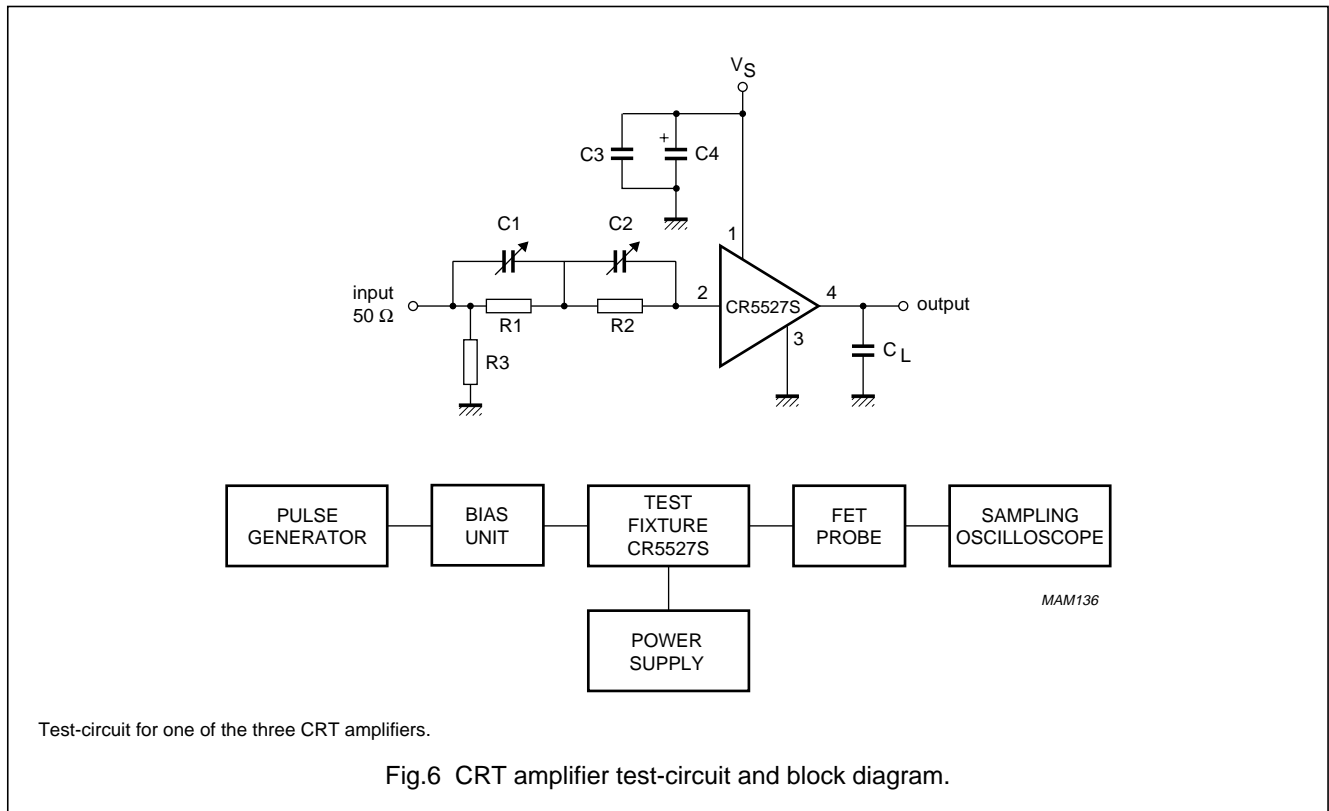 VS
C3
+
C4
C1
C2
1
input
50 Ω
R1
R2
2
CR5527S
4
output
3
R3
CL
PULSE
GENERATOR
BIAS
UNIT
TEST
FIXTURE
CR5527S
FET
PROBE
SAMPLING
OSCILLOSCOPE
MAM136
POWER
SUPPLY
Test-circuit for one of the three CRT amplifiers.
Fig.6 CRT amplifier test-circuit and block diagram.